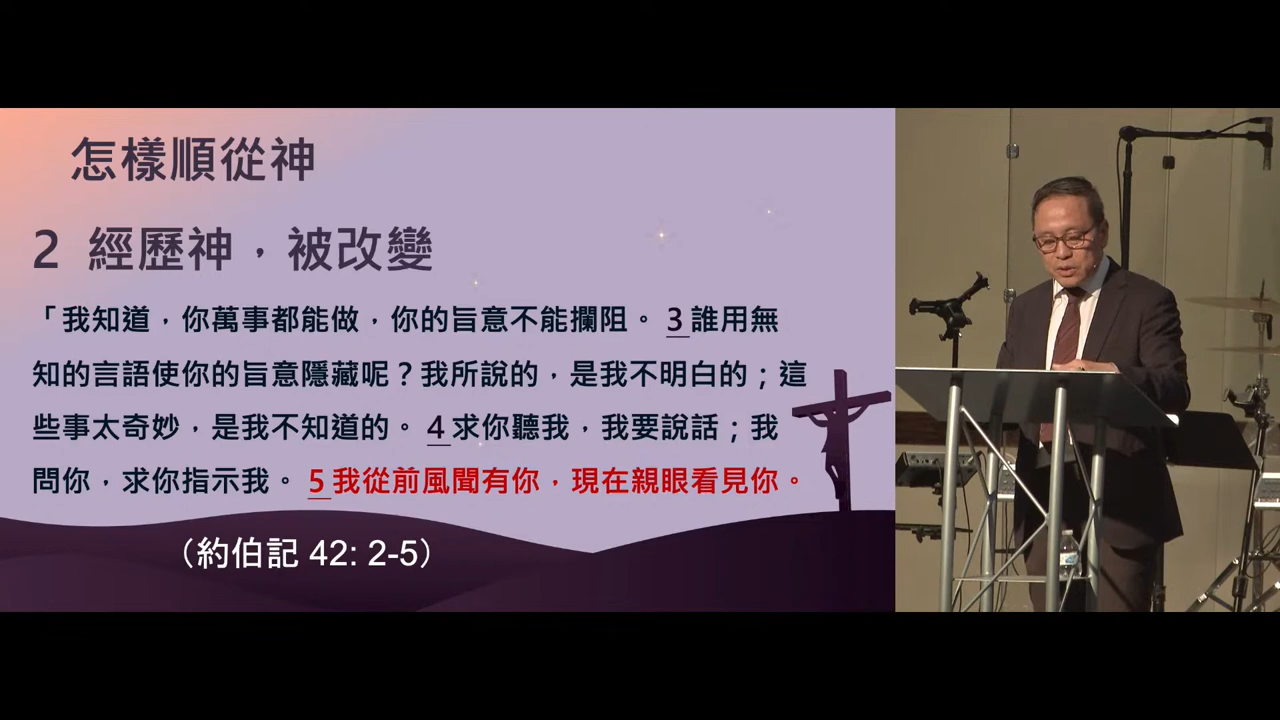 怎樣順從神
2 經歷神，被改變
「我知道，你萬事都能做，你的旨意不能攔阻。 3 誰用無
知的言語使你的旨意隱藏呢？我所說的，是我不明白的；這
些事太奇妙，是我不知道的。 4 求你聽我，我要說話；我
問你，求你指示我。 5 我從前風聞有你，現在親眼看見你。
（約伯記 42: 2-5）